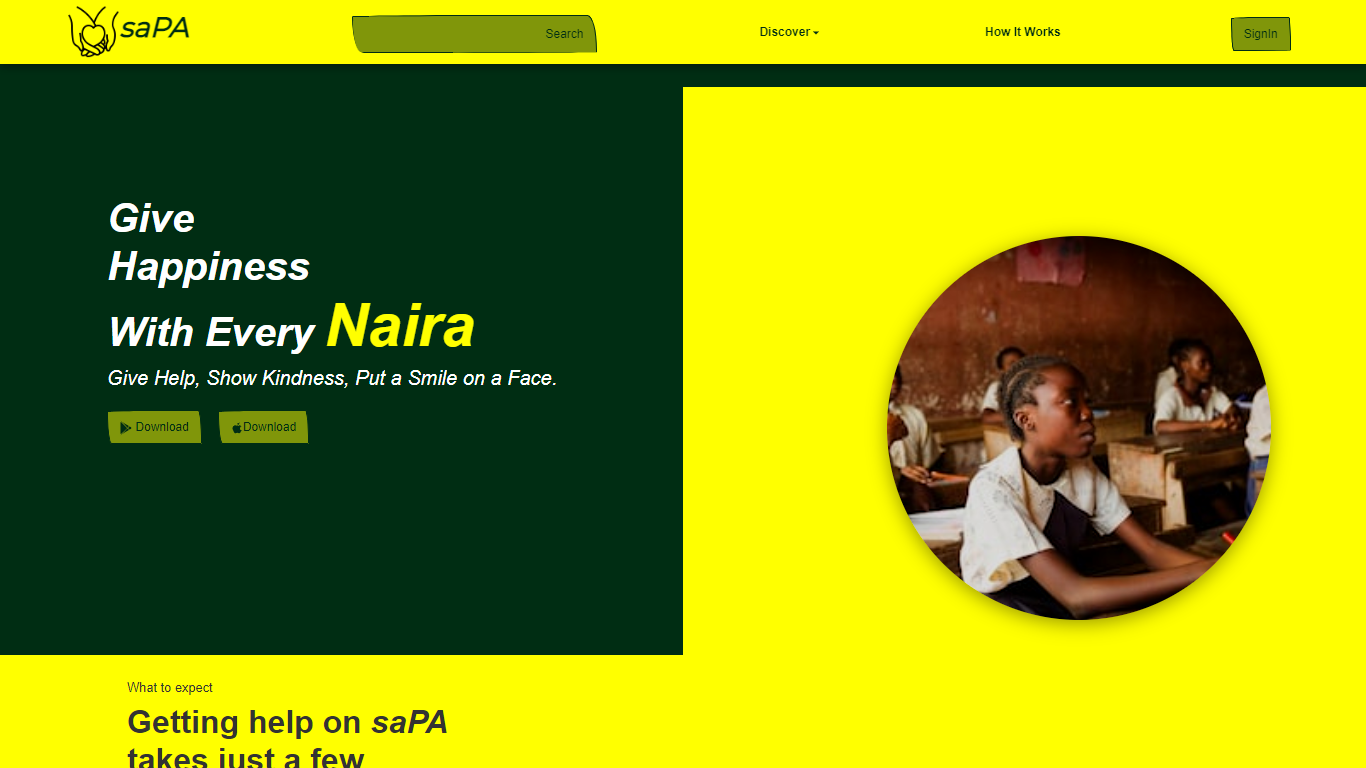 saPA
Search
Discover
How It Works
SignIn
Give
Happiness
With Every Naira
Give Help, Show Kindness, Put a Smile on a Face.
Download
Download
What to expect
Getting help on saPA
takes just a few